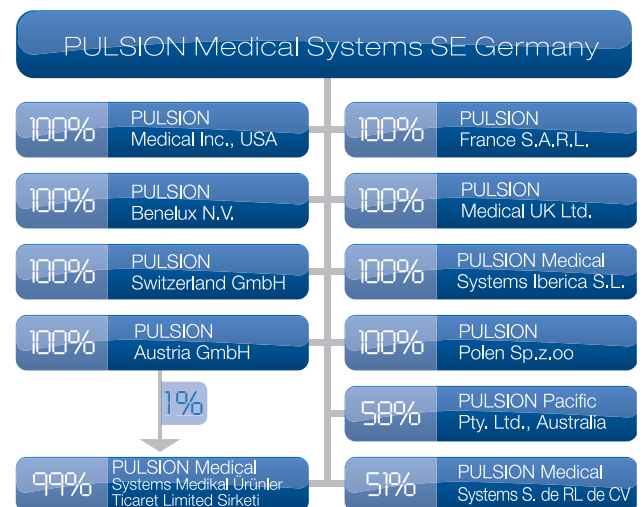 PULSION Medical Systems SE Germany
100%
PULSION
Medical Inc., USA
100%
PULSION
France S.A.R.L.
100%
PULSION
Benelux N.V.
100%
PULSION
Medical UK Ltd.
100%
PULSION
Switzerland GmbH
100%
PULSION Medical
Systems Iberica S.L.
100%
PULSION
Austria GmbH
100%
PULSION
Polen Sp.z.oo
1%
58%
PULSION Pacific
Pty. Ltd., Australia
99%
PULSION Medical
Systems Medikal Ürünler
Ticaret Limited Sirketi
51%
PULSION Medical
Systems S. de RL de CV